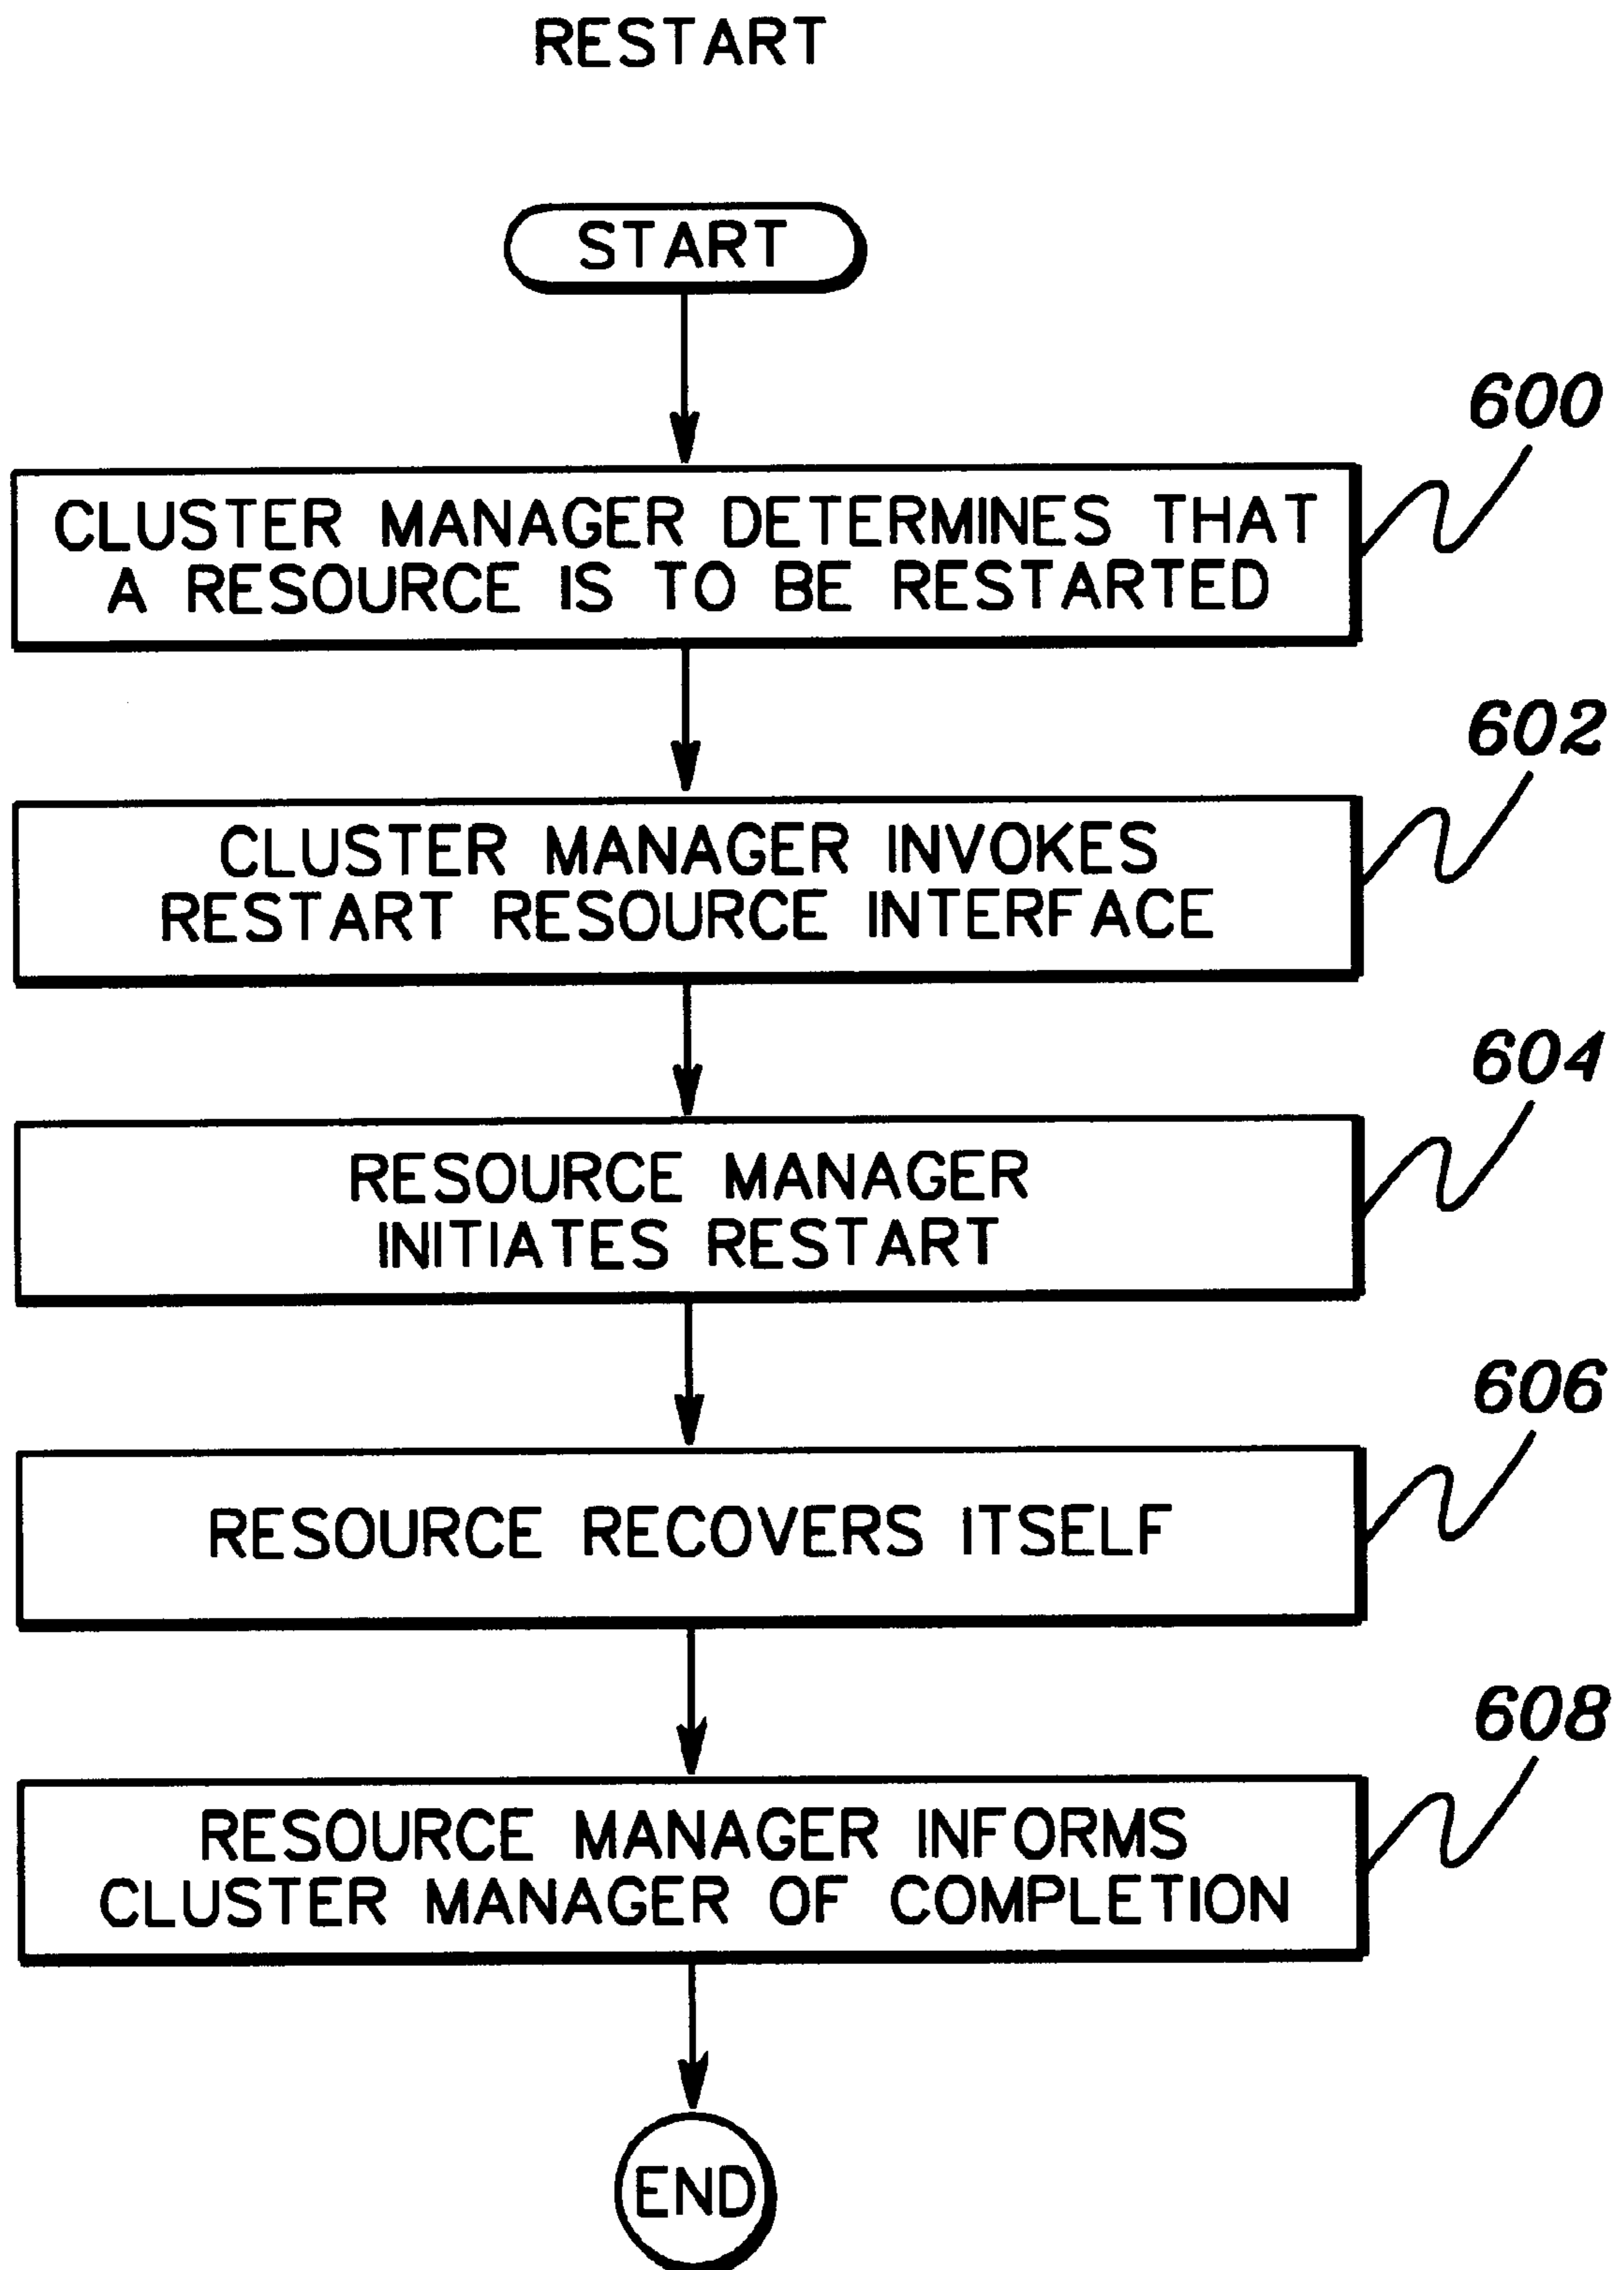 RESTART
START
600
CLUSTER MANAGER DETERMINES THAT
A RESOURCE IS TO BE RESTARTED
602
CLUSTER MANAGER INVOKES
RESTART RESOURCE INTERFACE
604
RESOURCE MANAGER
INITIATES RESTART
606
RESOURCE RECOVERS ITSELF
608
RESOURCE MANAGER INFORMS
CLUSTER MANAGER OF COMPLETION
END